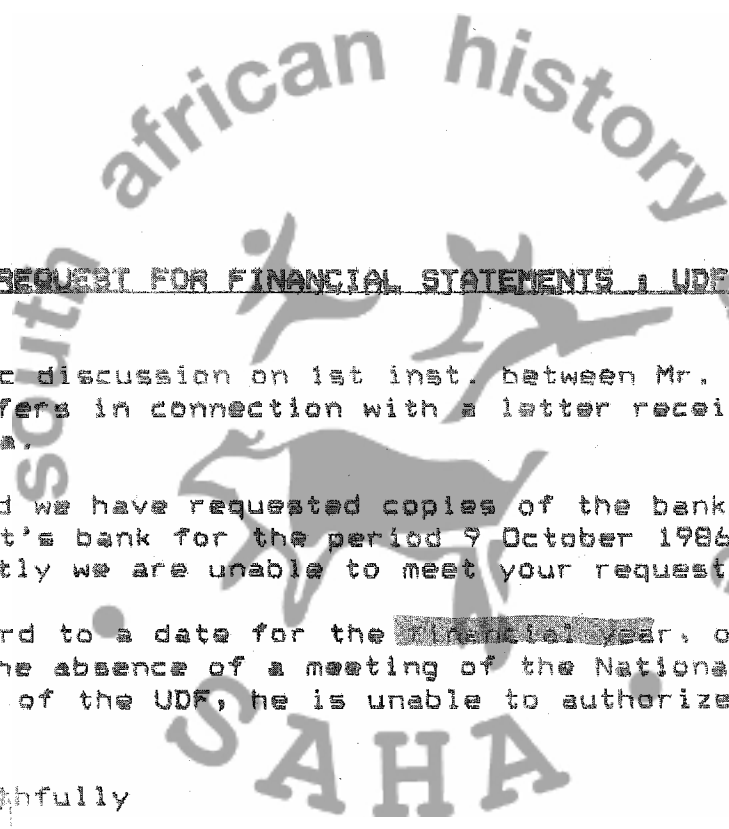 south african history
REQUEST FOR FINANCIAL STATEMENTS : UDF
c discussion on 1st inst. between Mr.
fers in connection with a letter recei
a.
d we have requested copies of the bank
t's bank for the period 9 October 1986
tly we are unable to meet your request
rd to a date for the financial year, o
he absence of a meeting of the Nationa
of the UDF, he is unable to authorize
thfully
SAHA